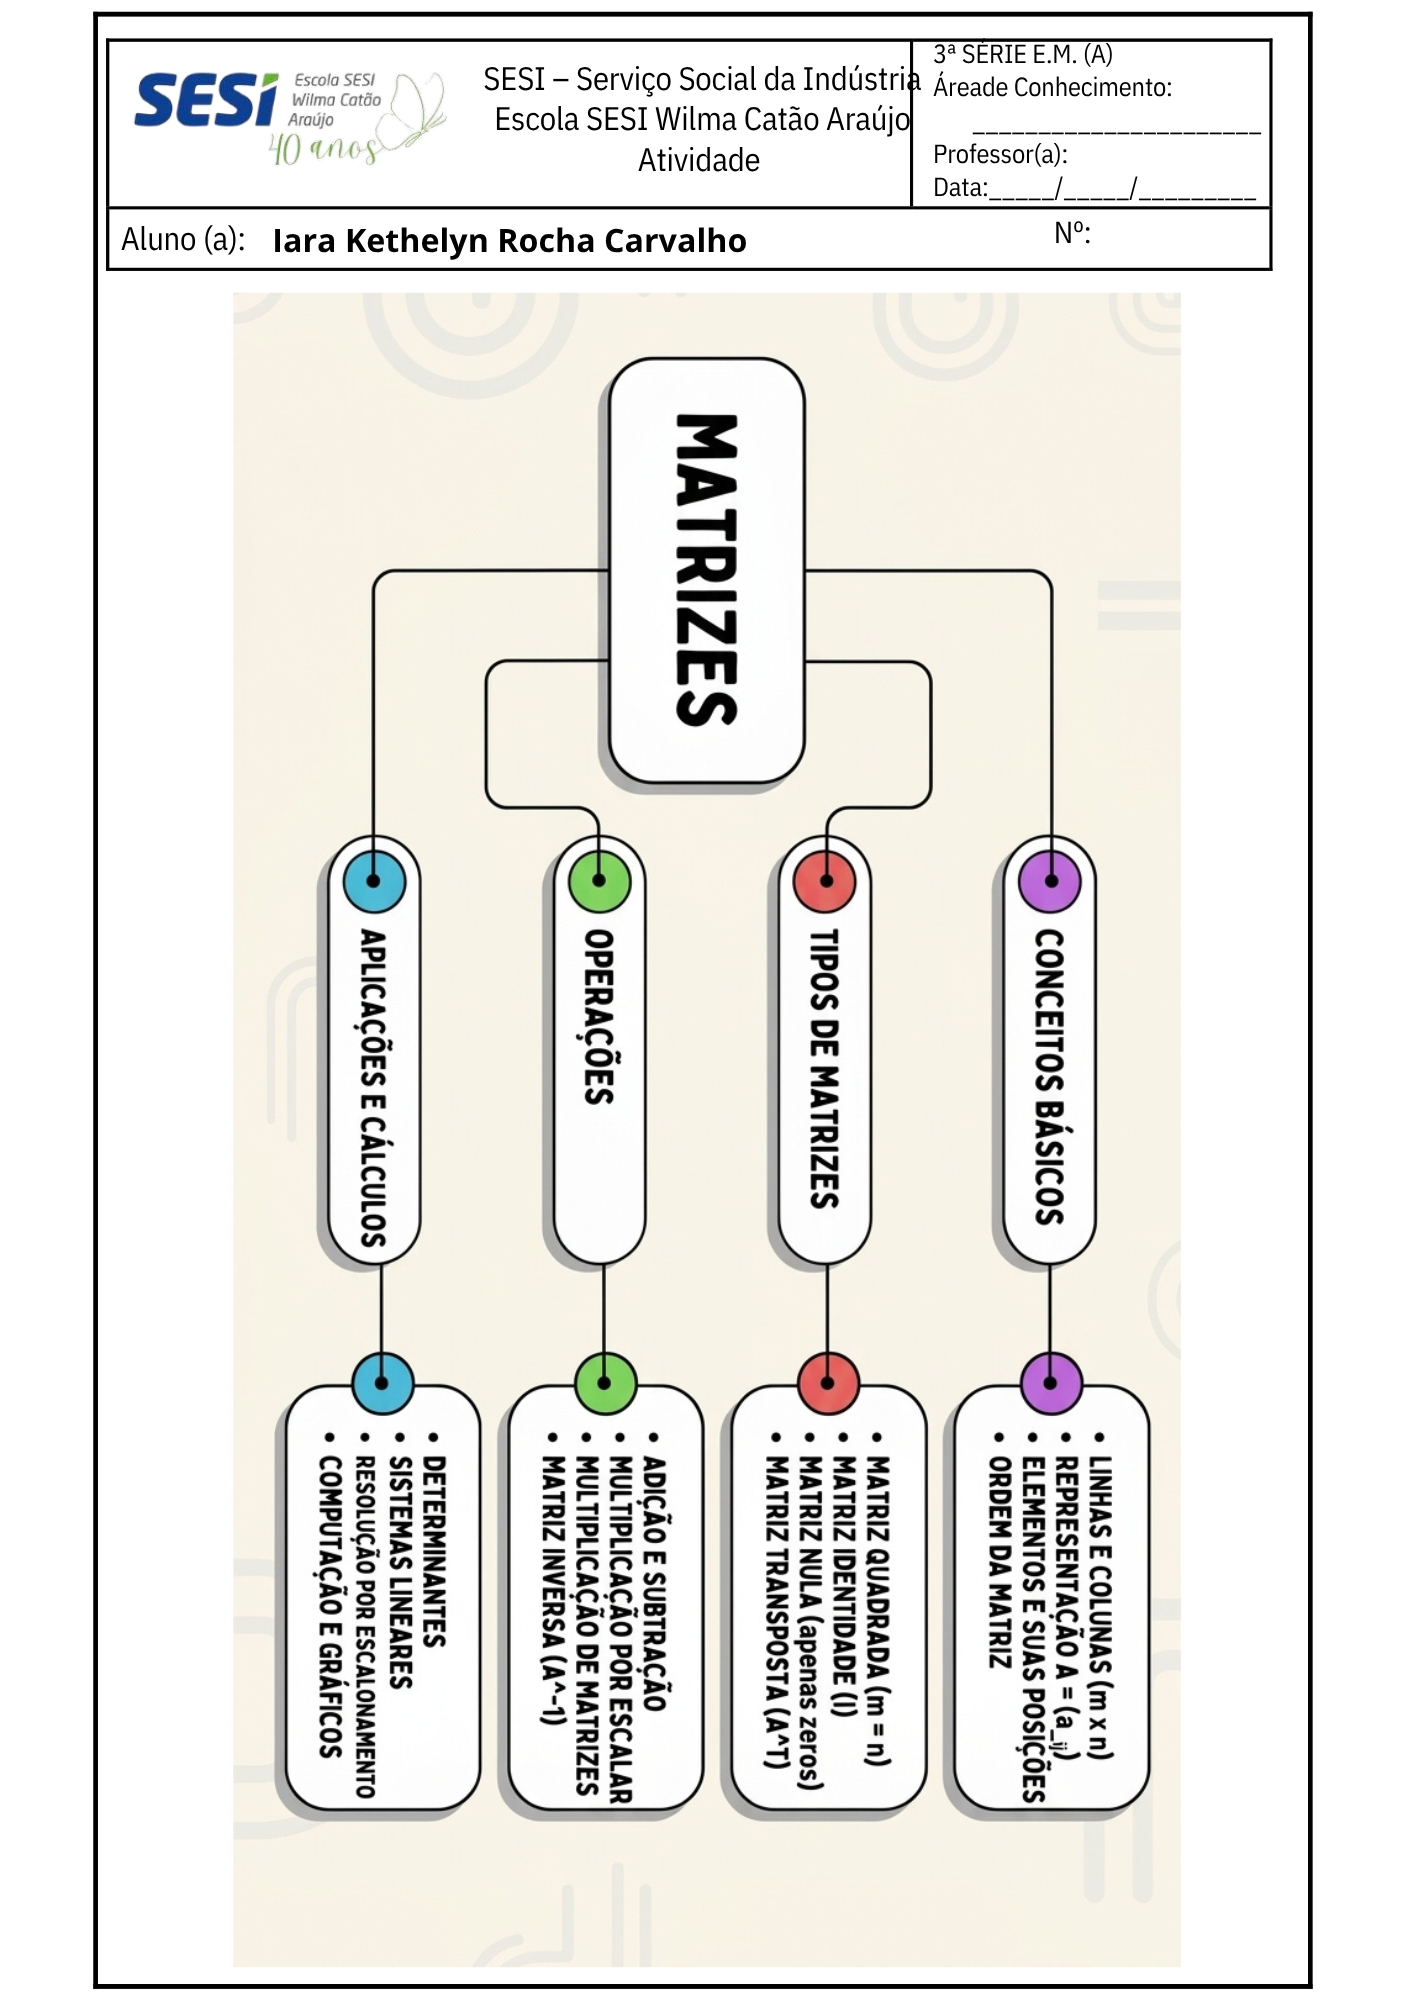 SESI
Escola SESI
Wilma Catão
Araújo
40 anos
SESI – Serviço Social da Indústria
Escola SESI Wilma Catão Araújo
Atividade
3ª SÉRIE E.M. (A)
Áreade Conhecimento:
______________________
Professor(a):
Data:_____/_____/_________
Aluno (a): Iara Kethelyn Rocha Carvalho
Nº:
MATRIZES
CONCEITOS BÁSICOS
• LINHAS E COLUNAS (m x n)
• REPRESENTAÇÃO A = (a_ij)
• ELEMENTOS E SUAS POSIÇÕES
• ORDEM DA MATRIZ
TIPOS DE MATRIZES
• MATRIZ QUADRADA (m = n)
• MATRIZ IDENTIDADE (I)
• MATRIZ NULA (apenas zeros)
• MATRIZ TRANSPOSTA (A^T)
OPERAÇÕES
• ADIÇÃO E SUBTRAÇÃO
• MULTIPLICAÇÃO POR ESCALAR
• MULTIPLICAÇÃO DE MATRIZES
• MATRIZ INVERSA (A^-1)
APLICAÇÕES E CÁLCULOS
• DETERMINANTES
• SISTEMAS LINEARES
• RESOLUÇÃO POR ESCALONAMENTO
• COMPUTAÇÃO E GRÁFICOS